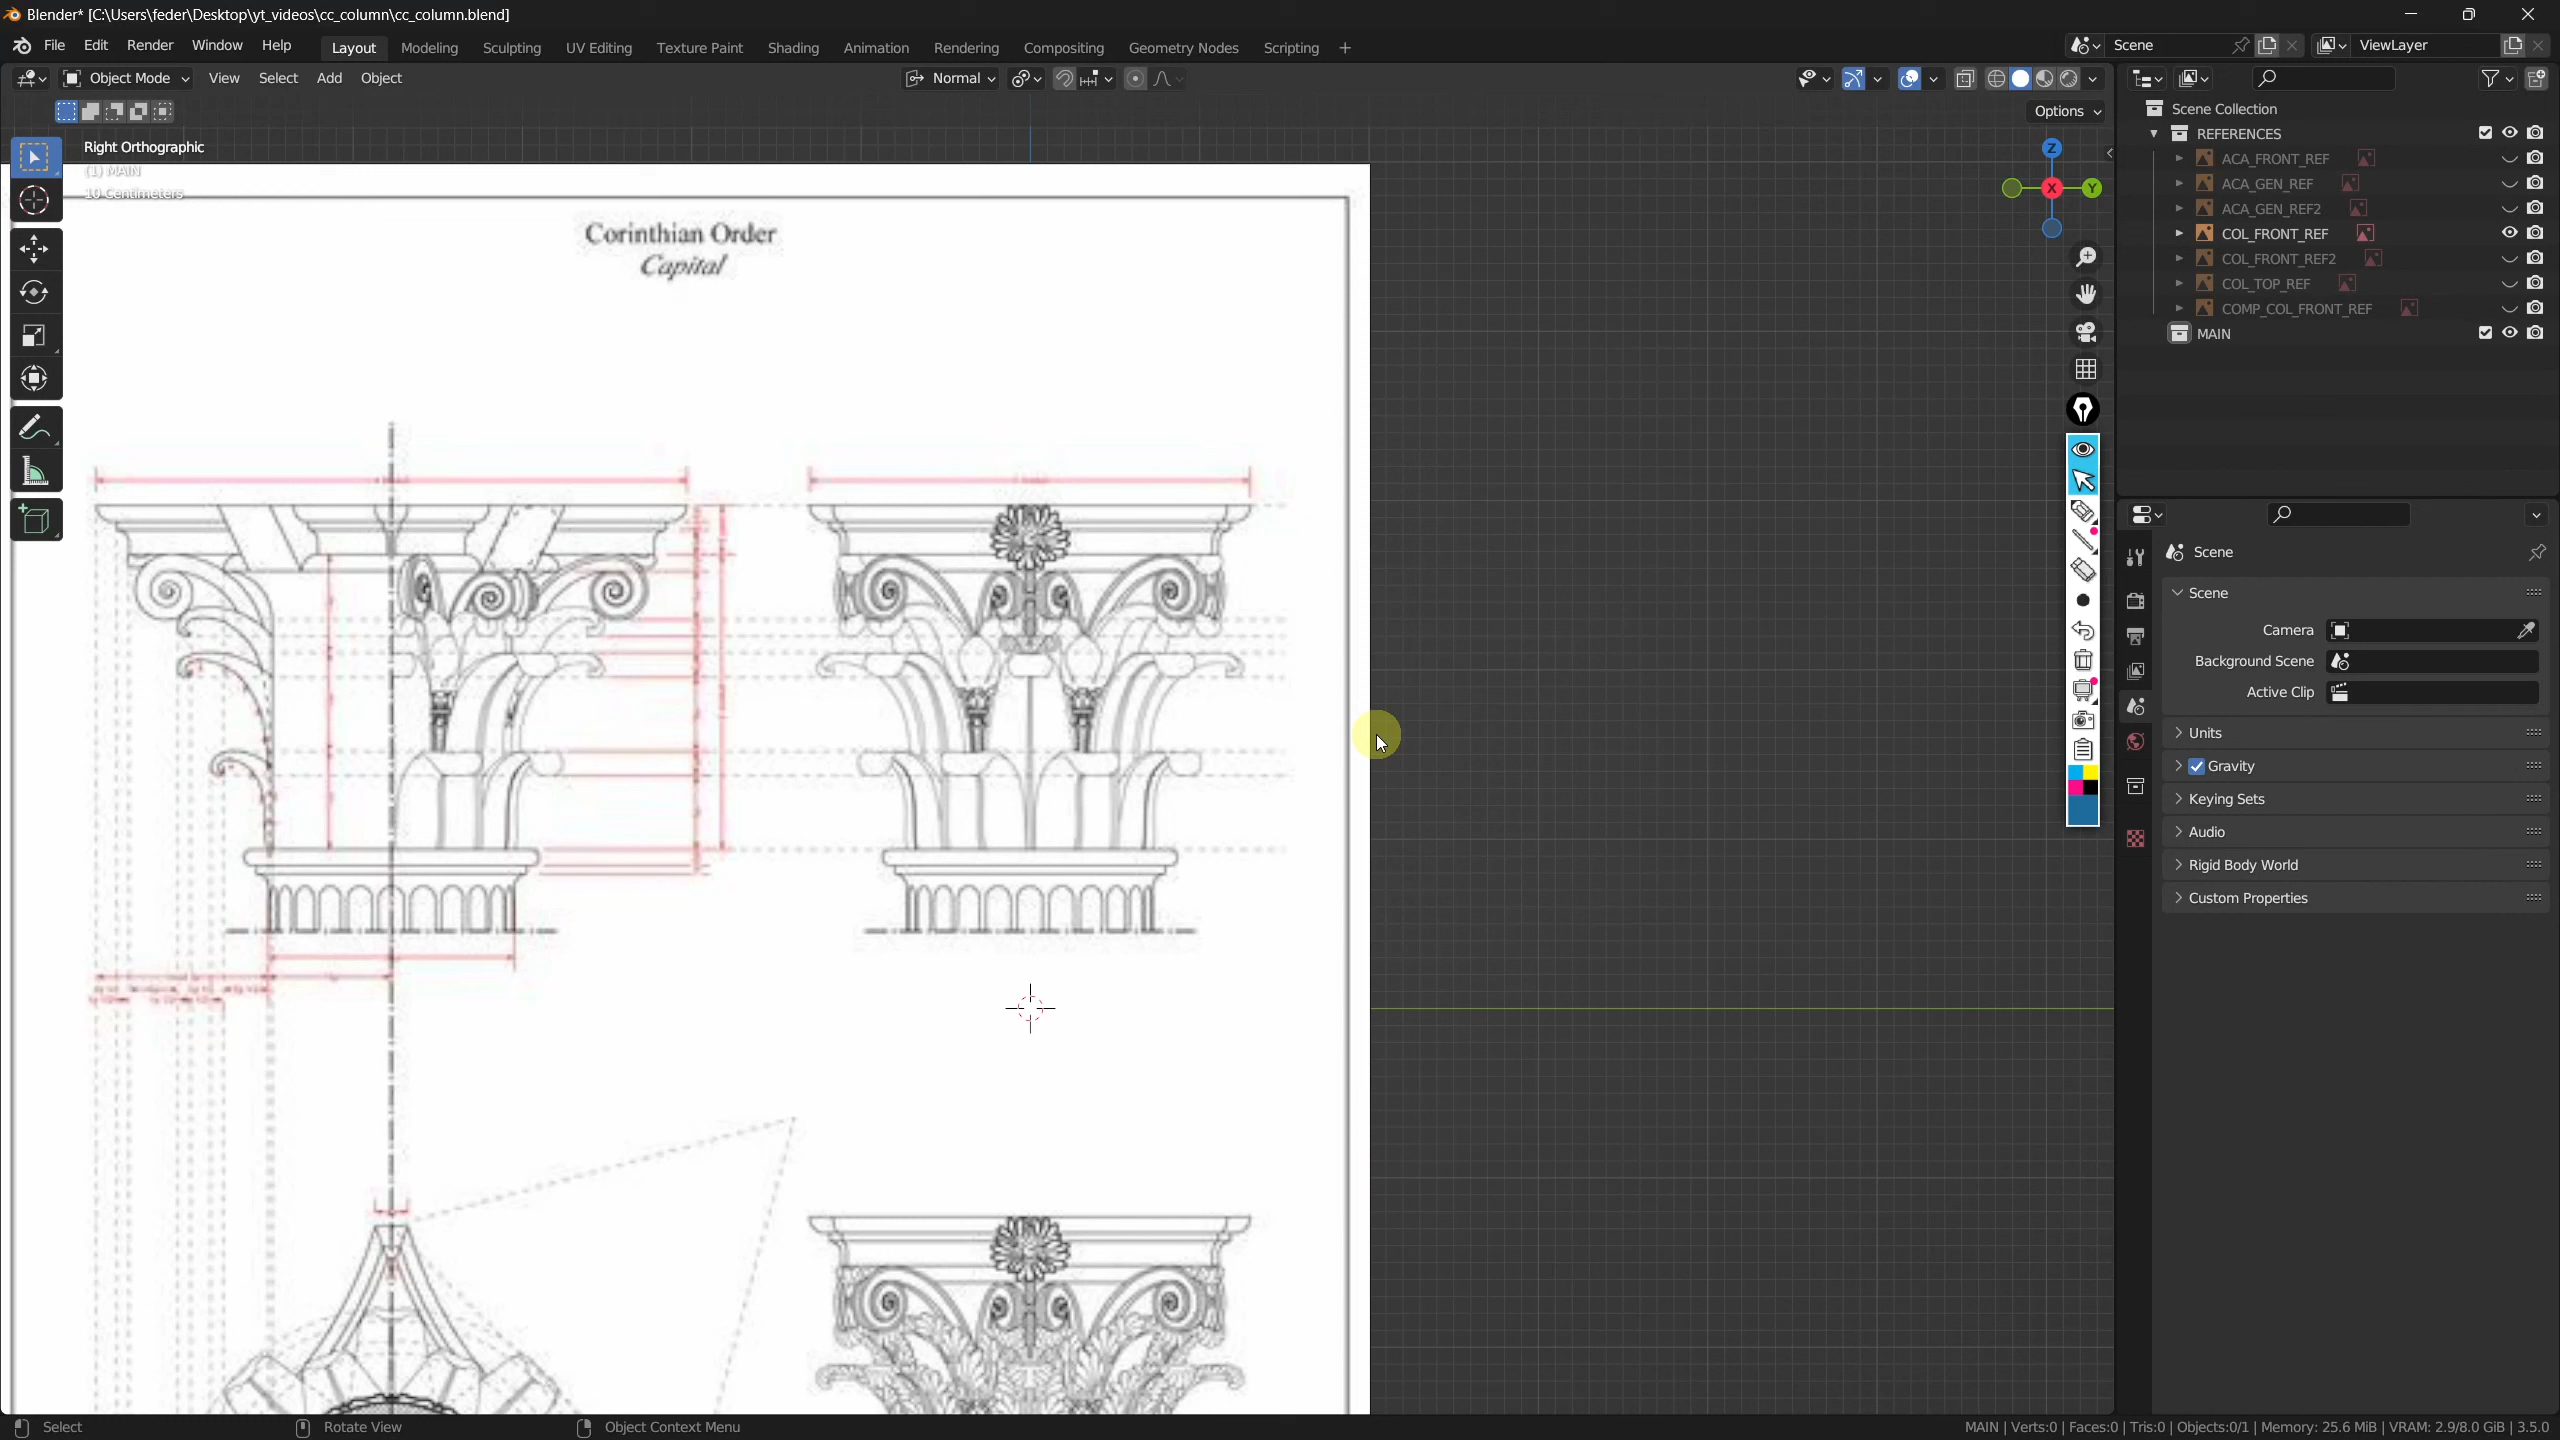 Blender* [C:\Users\feder\Desktop\yt_videos\cc_column\cc_column.blend]
File Edit Render Window Help Layout Modeling Sculpting UV Editing Texture Paint Shading Animation Rendering Compositing Geometry Nodes Scripting + Scene ViewLayer
Object Mode View Select Add Object Normal
Options
Right Orthographic
(1) MAIN
10 Centimeters
Corinthian Order
Capital
Z
X
Y
Scene Collection
REFERENCES
ACA_FRONT_REF
ACA_GEN_REF
ACA_GEN_REF2
COL_FRONT_REF
COL_FRONT_REF2
COL_TOP_REF
COMP_COL_FRONT_REF
MAIN
Scene
Scene
Camera
Background Scene
Active Clip
Units
Gravity
Keying Sets
Audio
Rigid Body World
Custom Properties
Select Rotate View Object Context Menu MAIN | Verts:0 | Faces:0 | Tris:0 | Objects:0/1 | Memory: 25.6 MiB | VRAM: 2.9/8.0 GiB | 3.5.0